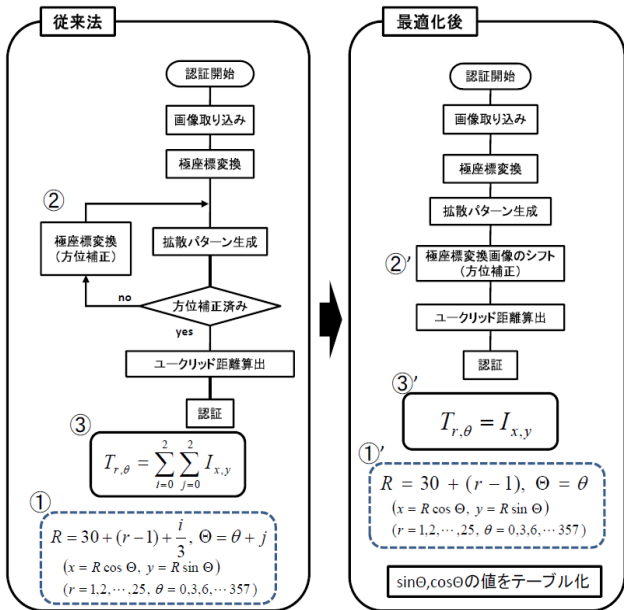 従来法
認証開始
画像取り込み
極座標変換
②
極座標変換
(方位補正)
拡散パターン生成
no
方位補正済み
yes
ユークリッド距離算出
認証
③
T_{r,θ} = \sum_{i=0}^{2} \sum_{j=0}^{2} I_{x,y}
①
R = 30 + (r − 1) + \frac{i}{3}, Θ = θ + j
(x = R cos Θ, y = R sin Θ)
(r = 1,2,⋯,25, θ = 0,3,6,⋯357)
最適化後
認証開始
画像取り込み
極座標変換
拡散パターン生成
②'
極座標変換画像のシフト
(方位補正)
ユークリッド距離算出
認証
③'
T_{r,θ} = I_{x,y}
①'
R = 30 + (r − 1), Θ = θ
(x = R cos Θ, y = R sin Θ)
(r = 1,2,⋯,25, θ = 0,3,6,⋯357)
sinΘ,cosΘの値をテーブル化